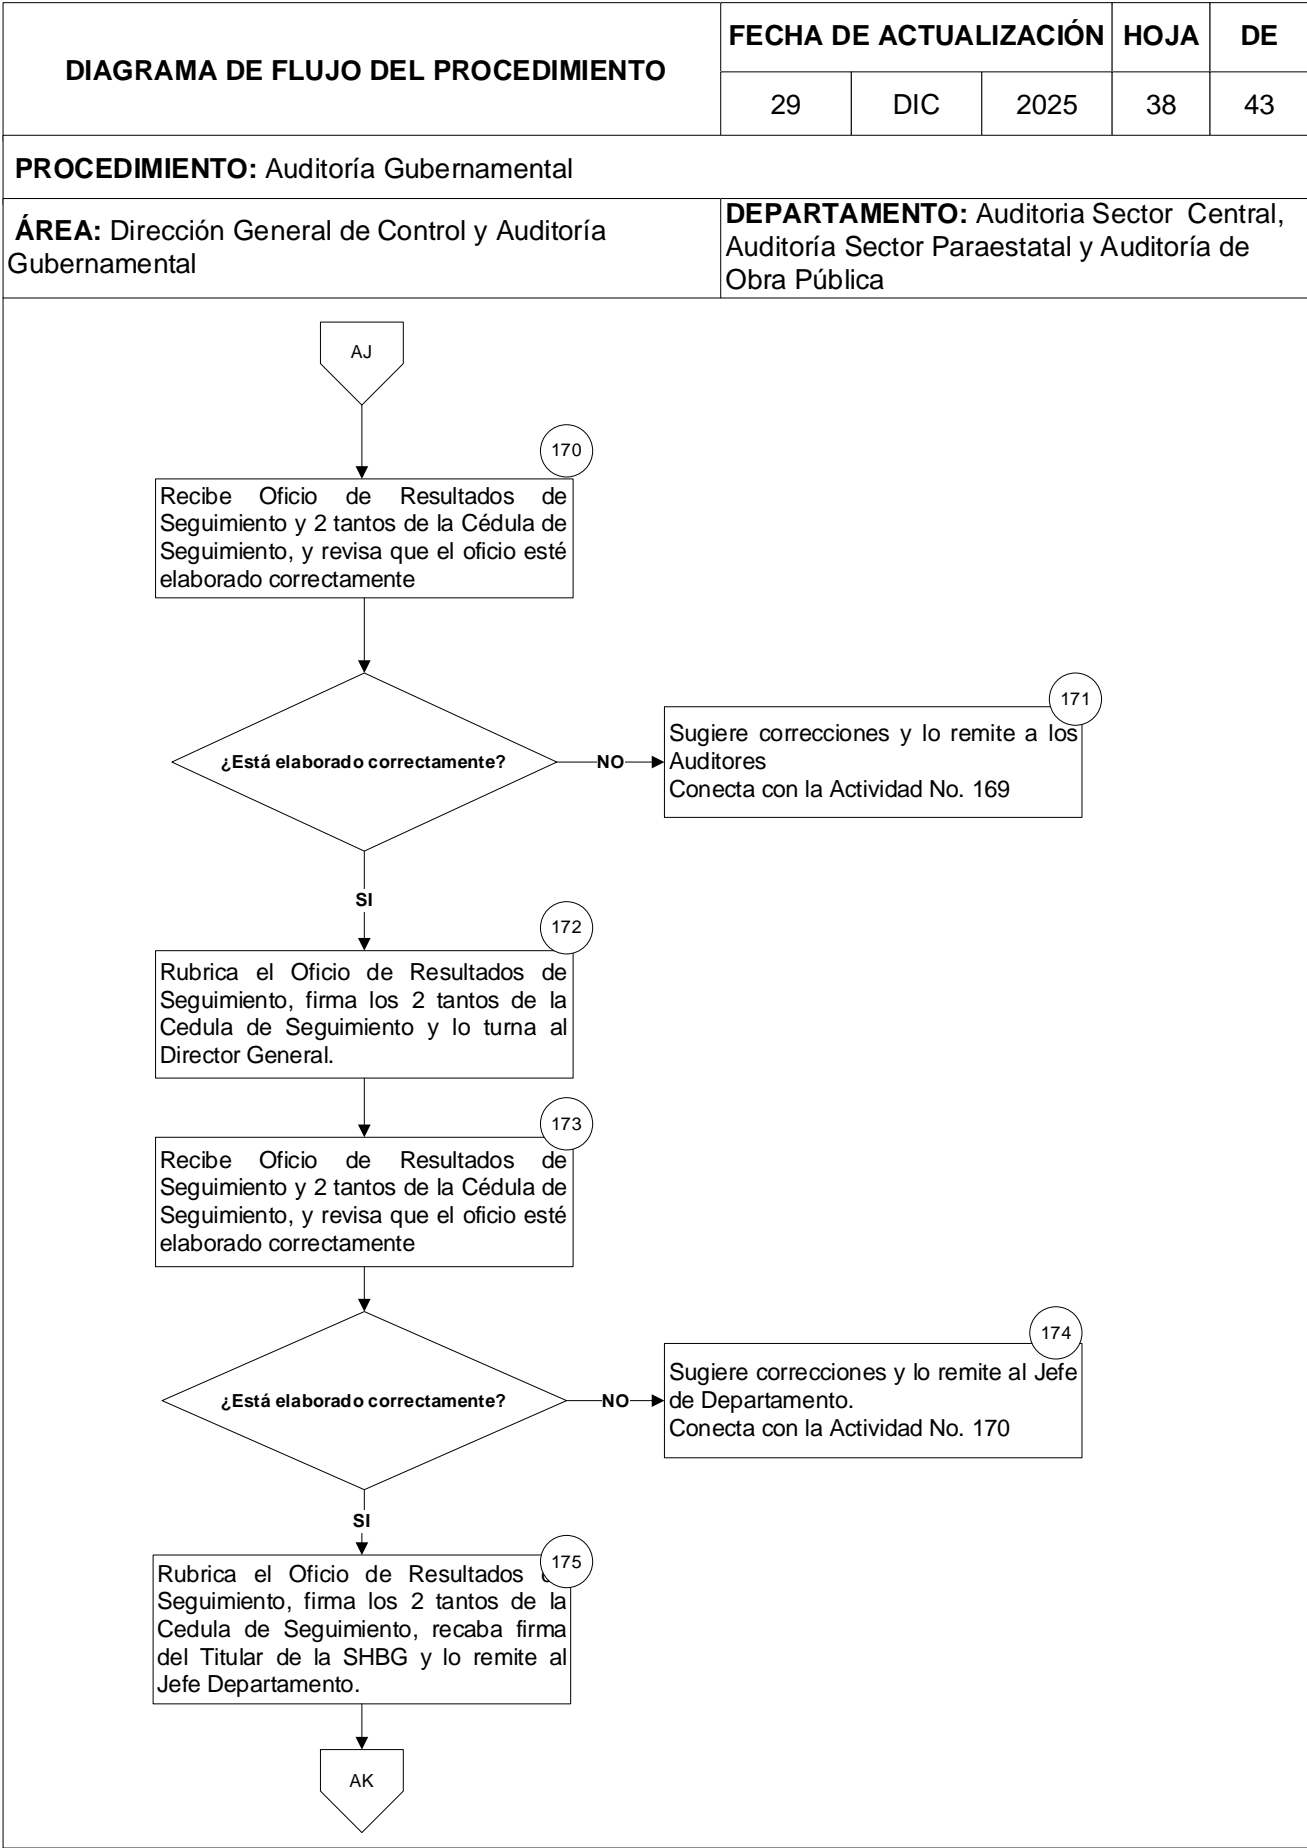 DIAGRAMA DE FLUJO DEL PROCEDIMIENTO
FECHA DE ACTUALIZACIÓN HOJA DE
29 DIC 2025 38 43
PROCEDIMIENTO: Auditoría Gubernamental
ÁREA: Dirección General de Control y Auditoría
Gubernamental
DEPARTAMENTO: Auditoria Sector Central,
Auditoría Sector Paraestatal y Auditoría de
Obra Pública
AJ
170
Recibe Oficio de Resultados de
Seguimiento y 2 tantos de la Cédula de
Seguimiento, y revisa que el oficio esté
elaborado correctamente
¿Está elaborado correctamente?
NO
171
Sugiere correcciones y lo remite a los
Auditores
Conecta con la Actividad No. 169
SI
172
Rubrica el Oficio de Resultados de
Seguimiento, firma los 2 tantos de la
Cedula de Seguimiento y lo turna al
Director General.
173
Recibe Oficio de Resultados de
Seguimiento y 2 tantos de la Cédula de
Seguimiento, y revisa que el oficio esté
elaborado correctamente
¿Está elaborado correctamente?
NO
174
Sugiere correcciones y lo remite al Jefe
de Departamento.
Conecta con la Actividad No. 170
SI
175
Rubrica el Oficio de Resultados
Seguimiento, firma los 2 tantos de la
Cedula de Seguimiento, recaba firma
del Titular de la SHBG y lo remite al
Jefe Departamento.
AK